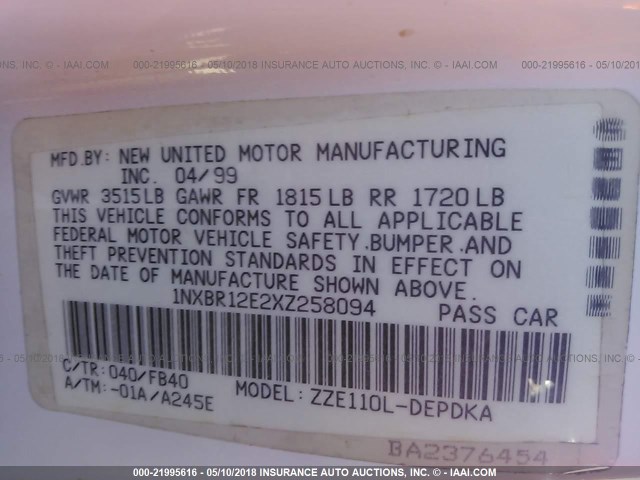 000-21995616 - 05/10/2018 INSURANCE AUTO AUCTIONS, INC. - IAAI.COM
MFD.BY: NEW UNITED MOTOR MANUFACTURING
INC. 04/99
GVWR 3515LB GAWR FR 1815LB RR 1720LB
THIS VEHICLE CONFORMS TO ALL APPLICABLE
FEDERAL MOTOR VEHICLE SAFETY,BUMPER,AND
THEFT PREVENTION STANDARDS IN EFFECT ON
THE DATE OF MANUFACTURE SHOWN ABOVE.
1NXBR12E2XZ258094 PASS CAR
C/TR: 040/FB40
A/TM: -01A/A245E MODEL: ZZE110L-DEPDKA
BA2376454
000-21995616 - 05/10/2018 INSURANCE AUTO AUCTIONS, INC. - IAAI.COM